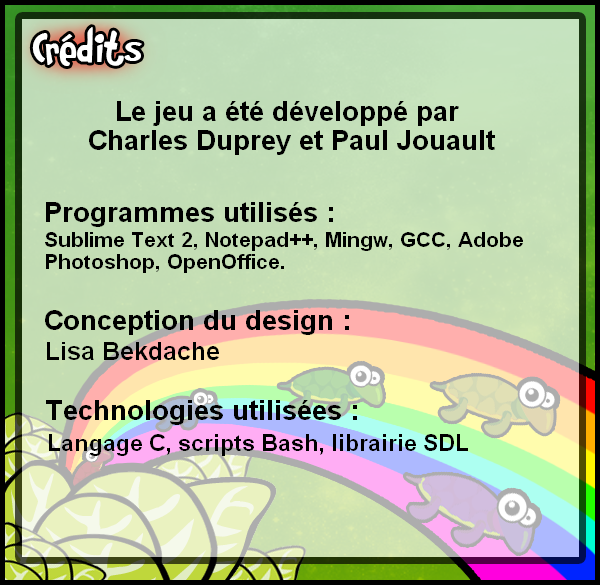 Crédits
Le jeu a été développé par
Charles Duprey et Paul Jouault
Programmes utilisés :
Sublime Text 2, Notepad++, Mingw, GCC, Adobe
Photoshop, OpenOffice.
Conception du design :
Lisa Bekdache
Technologies utilisées :
Langage C, scripts Bash, librairie SDL